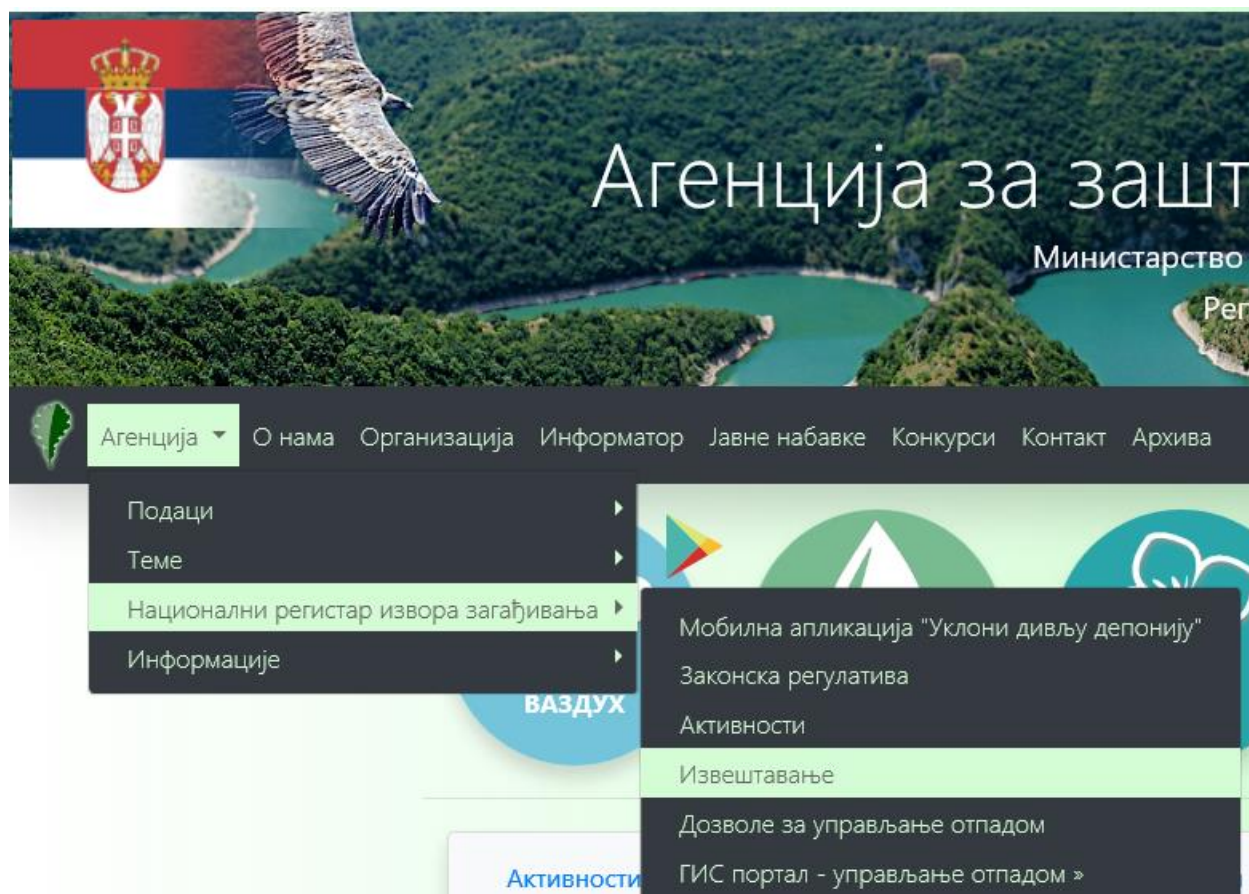 Агенција за зашт
Министарство
Рег
Агенција О нама Организација Информатор Јавне набавке Конкурси Контакт Архива
Подаци
Теме
Национални регистар извора загађивања
Информације
ВАЗДУХ
Мобилна апликација "Уклони дивљу депонију"
Законска регулатива
Активности
Извештавање
Дозволе за управљање отпадом
ГИС портал - управљање отпадом »
Активности